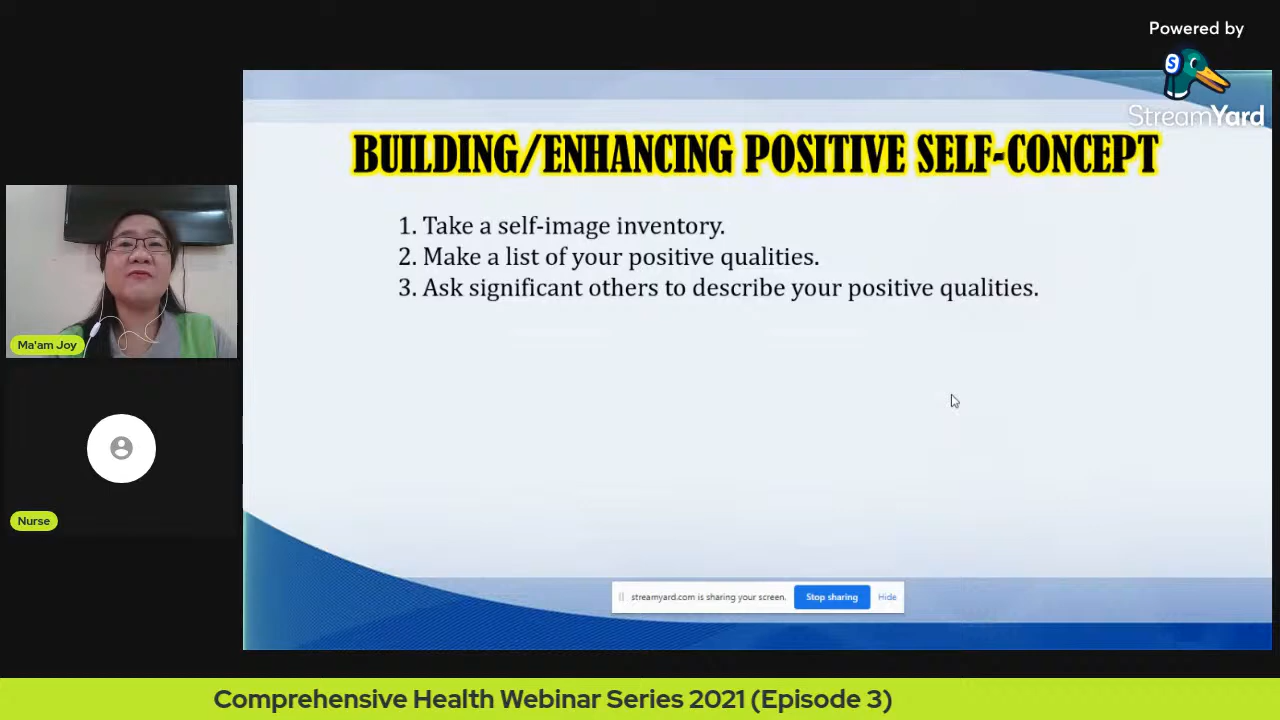 Powered by
StreamYard
BUILDING/ENHANCING POSITIVE SELF-CONCEPT
1. Take a self-image inventory.
2. Make a list of your positive qualities.
3. Ask significant others to describe your positive qualities.
Ma'am Joy
Nurse
streamyard.com is sharing your screen.
Stop sharing
Hide
Comprehensive Health Webinar Series 2021 (Episode 3)